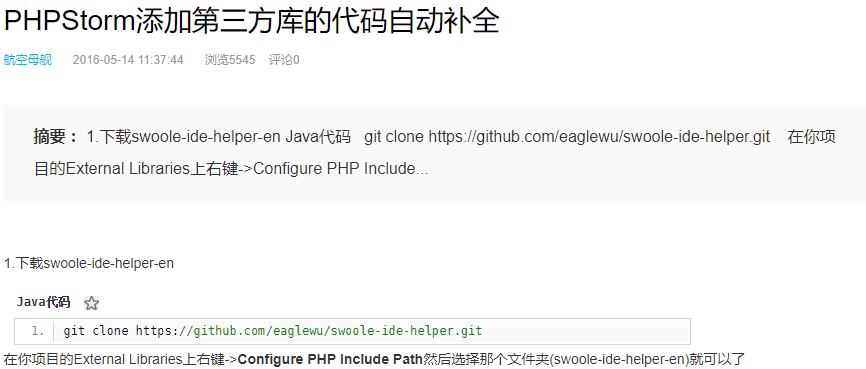 PHPStorm添加第三方库的代码自动补全
航空母舰 2016-05-14 11:37:44 浏览5545 评论0
摘要： 1.下载swoole-ide-helper-en Java代码 git clone https://github.com/eaglewu/swoole-ide-helper.git 在你项
目的External Libraries上右键->Configure PHP Include...
1.下载swoole-ide-helper-en
Java代码
1. git clone https://github.com/eaglewu/swoole-ide-helper.git
在你项目的External Libraries上右键->Configure PHP Include Path然后选择那个文件夹(swoole-ide-helper-en)就可以了